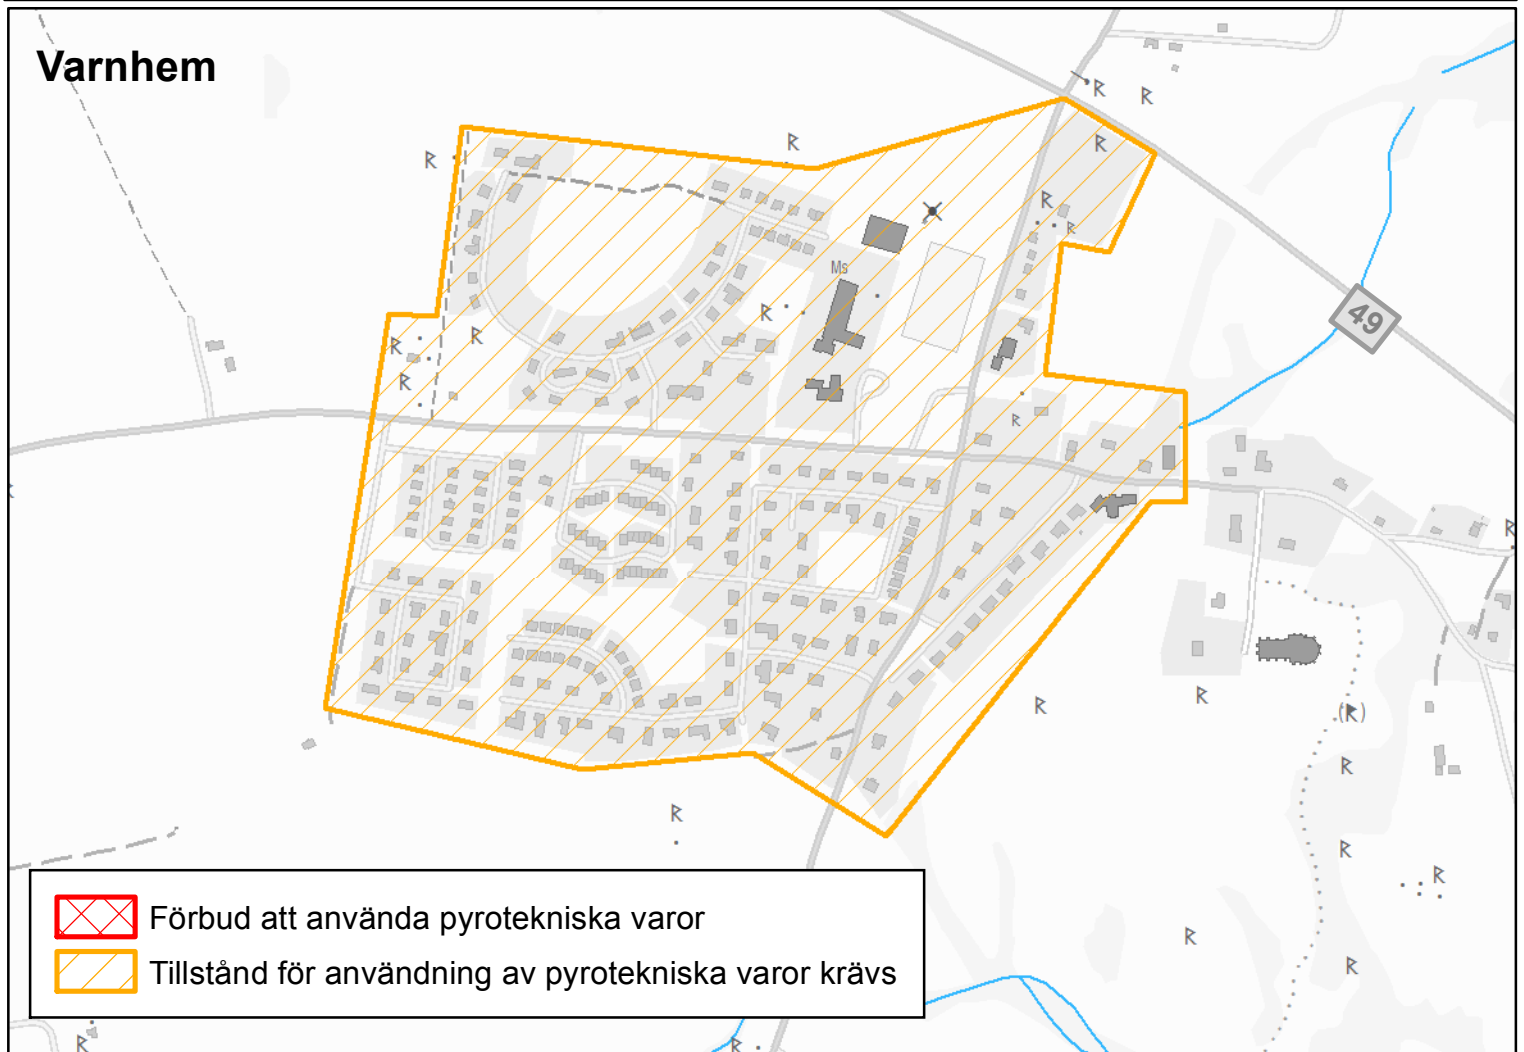 Varnhem
Ms
49
(R)
Förbud att använda pyrotekniska varor
Tillstånd för användning av pyrotekniska varor krävs